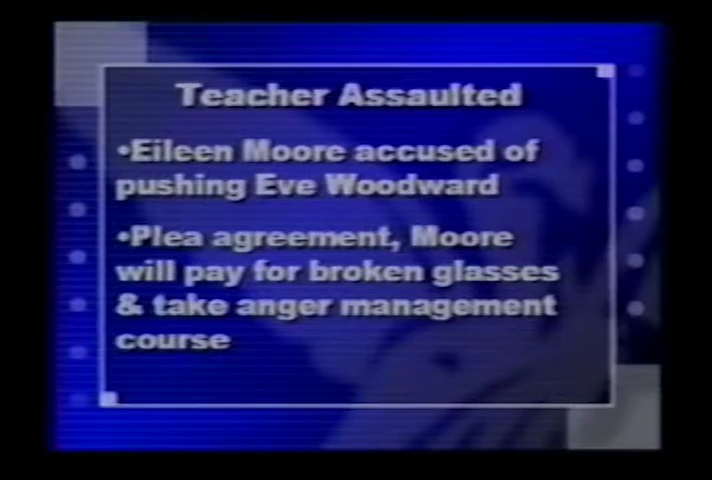 Teacher Assaulted
•Eileen Moore accused of
pushing Eve Woodward
•Plea agreement, Moore
will pay for broken glasses
& take anger management
course